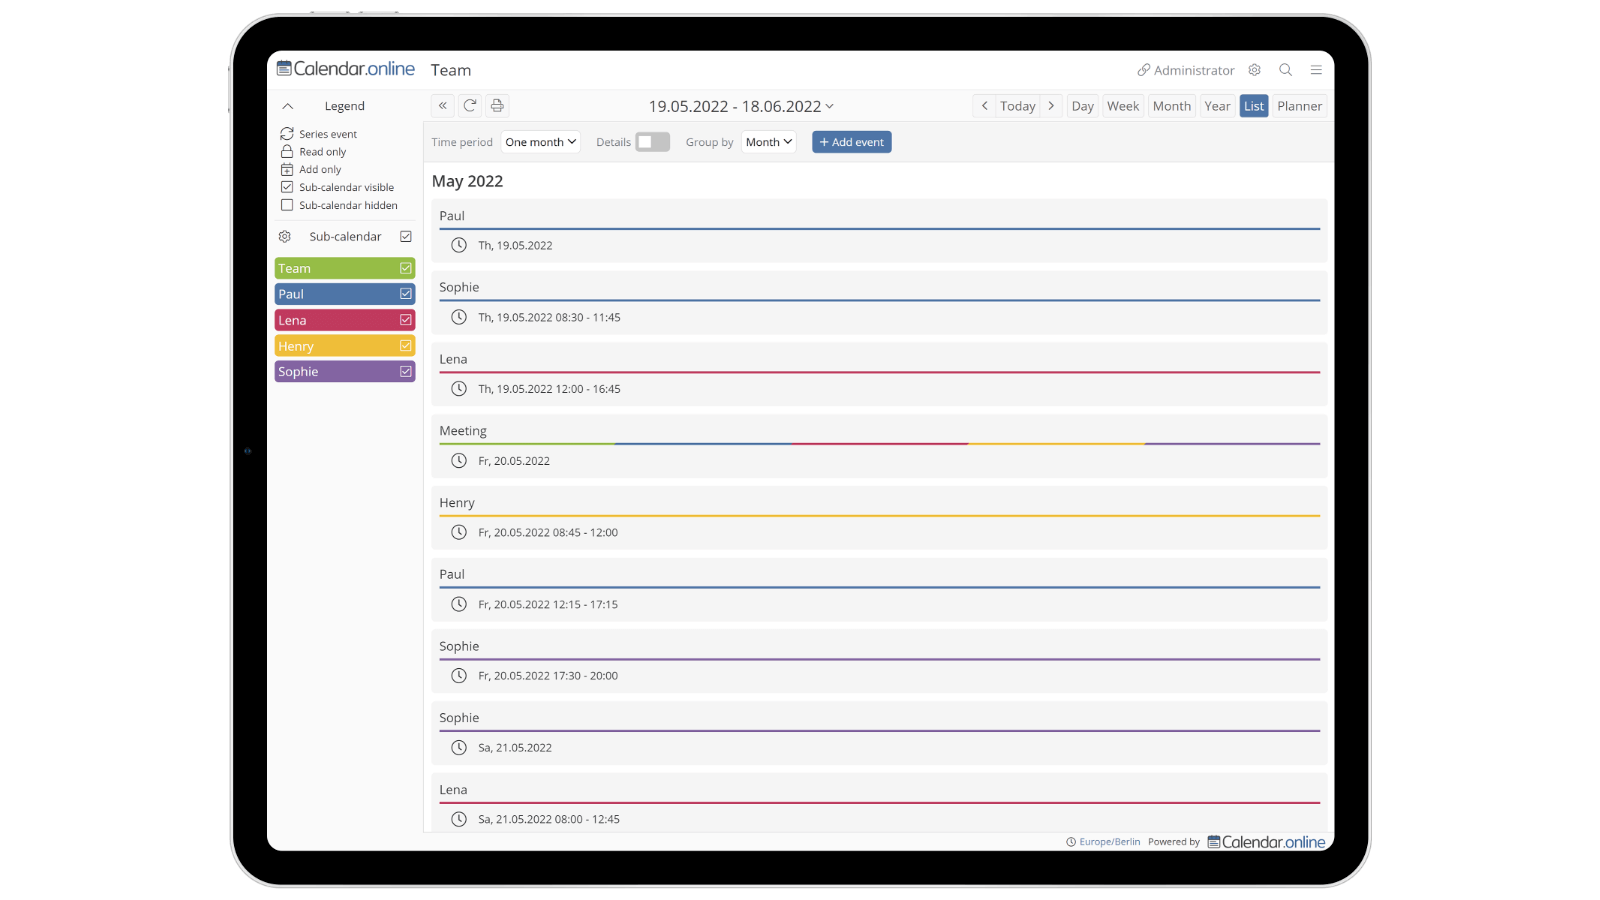 Calendar.online Team Administrator
Legend
Series event
Read only
Add only
Sub-calendar visible
Sub-calendar hidden
Sub-calendar
Team
Paul
Lena
Henry
Sophie
19.05.2022 - 18.06.2022 Today Day Week Month Year List Planner
Time period One month Details Group by Month + Add event
May 2022
Paul
Th, 19.05.2022
Sophie
Th, 19.05.2022 08:30 - 11:45
Lena
Th, 19.05.2022 12:00 - 16:45
Meeting
Fr, 20.05.2022
Henry
Fr, 20.05.2022 08:45 - 12:00
Paul
Fr, 20.05.2022 12:15 - 17:15
Sophie
Fr, 20.05.2022 17:30 - 20:00
Sophie
Sa, 21.05.2022
Lena
Sa, 21.05.2022 08:00 - 12:45
Europe/Berlin Powered by Calendar.online